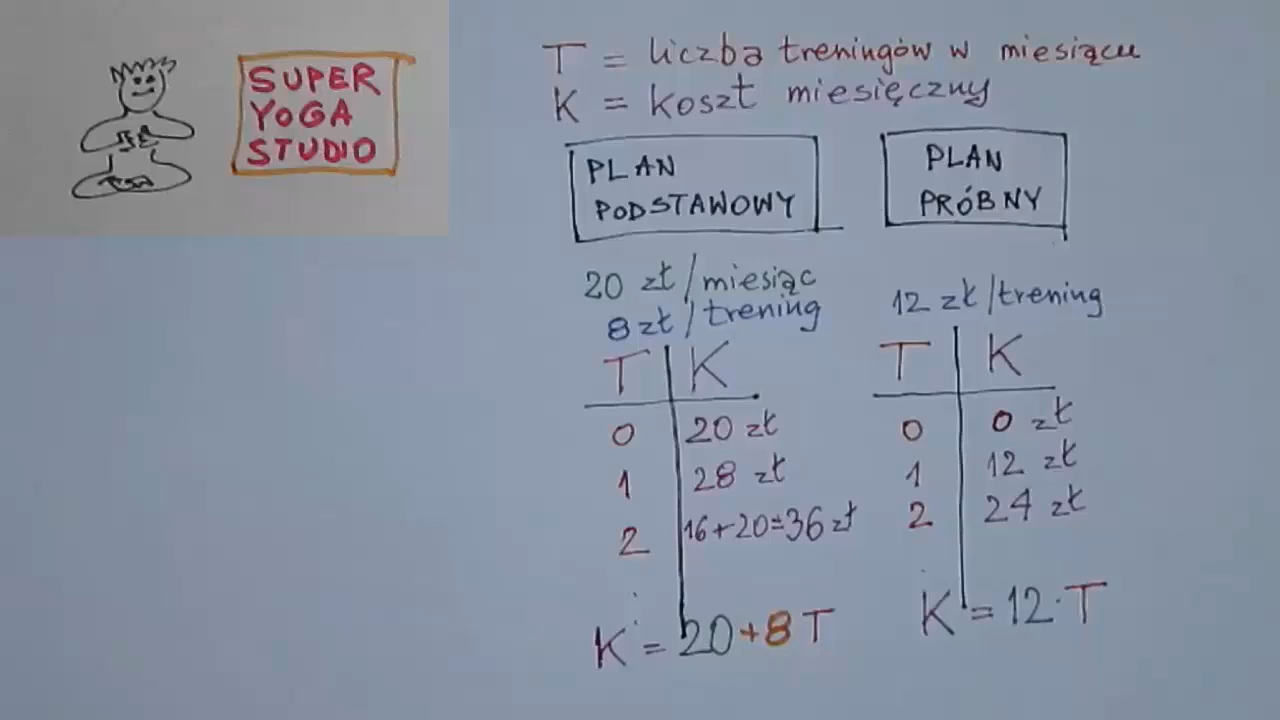 SUPER
YOGA
STUDIO
T = liczba treningów w miesiącu
K = koszt miesięczny
PLAN
PODSTAWOWY
20 zł/miesiąc
8 zł/trening
T K
0 20 zł
1 28 zł
2 16+20=36 zł
K = 20+8T
PLAN
PRÓBNY
12 zł/trening
T K
0 0 zł
1 12 zł
2 24 zł
K = 12·T